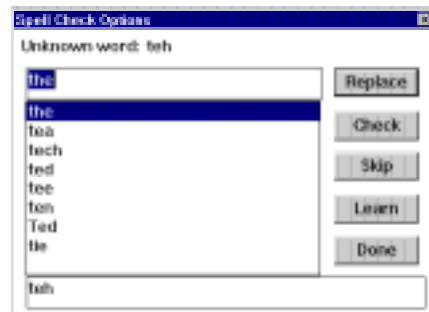 Spell Check Options
Unknown word: teh
the
Replace
the
tea
tech
ted
tee
ten
Ted
tie
Check
Skip
Learn
Done
teh